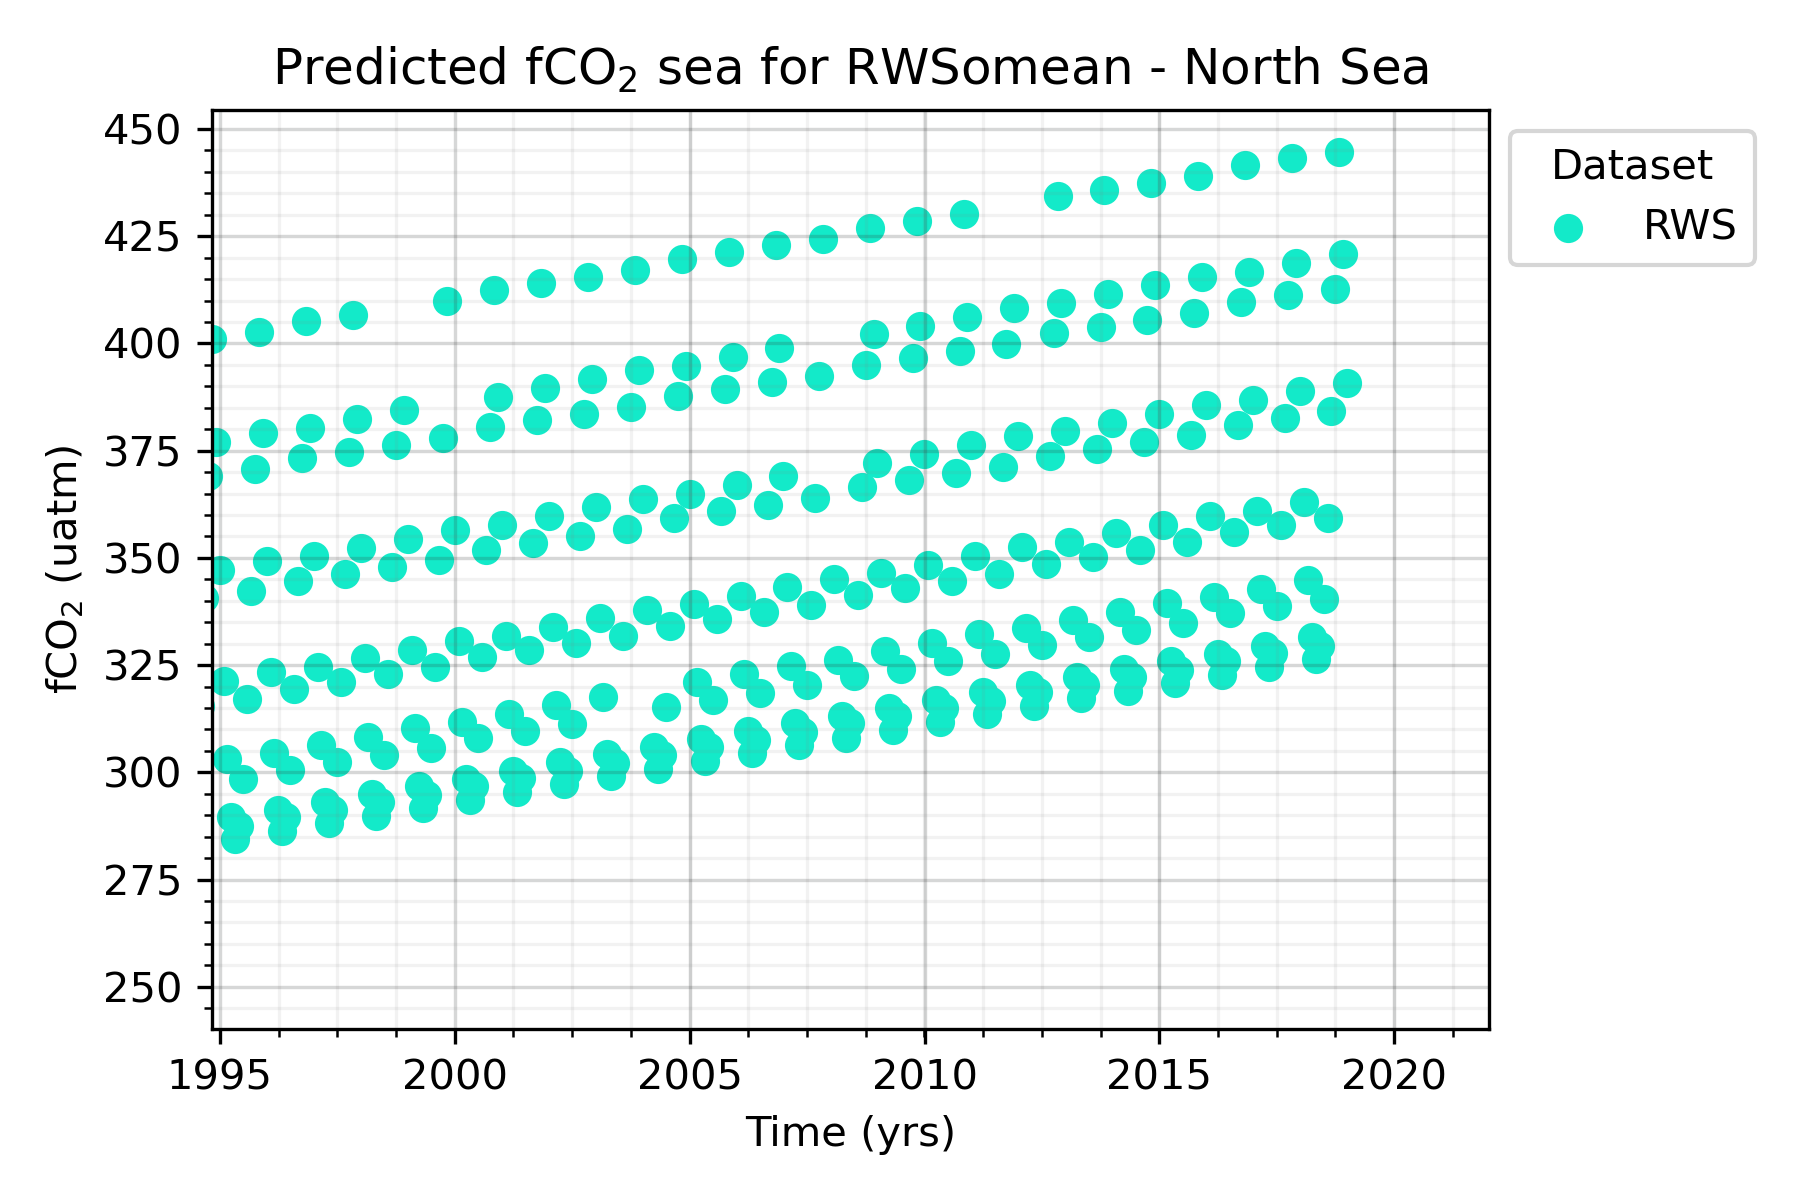 Predicted fCO₂ sea for RWSomean - North Sea
450
425
400
375
350
325
300
275
250
fCO₂ (uatm)
1995 2000 2005 2010 2015 2020
Time (yrs)
Dataset
RWS